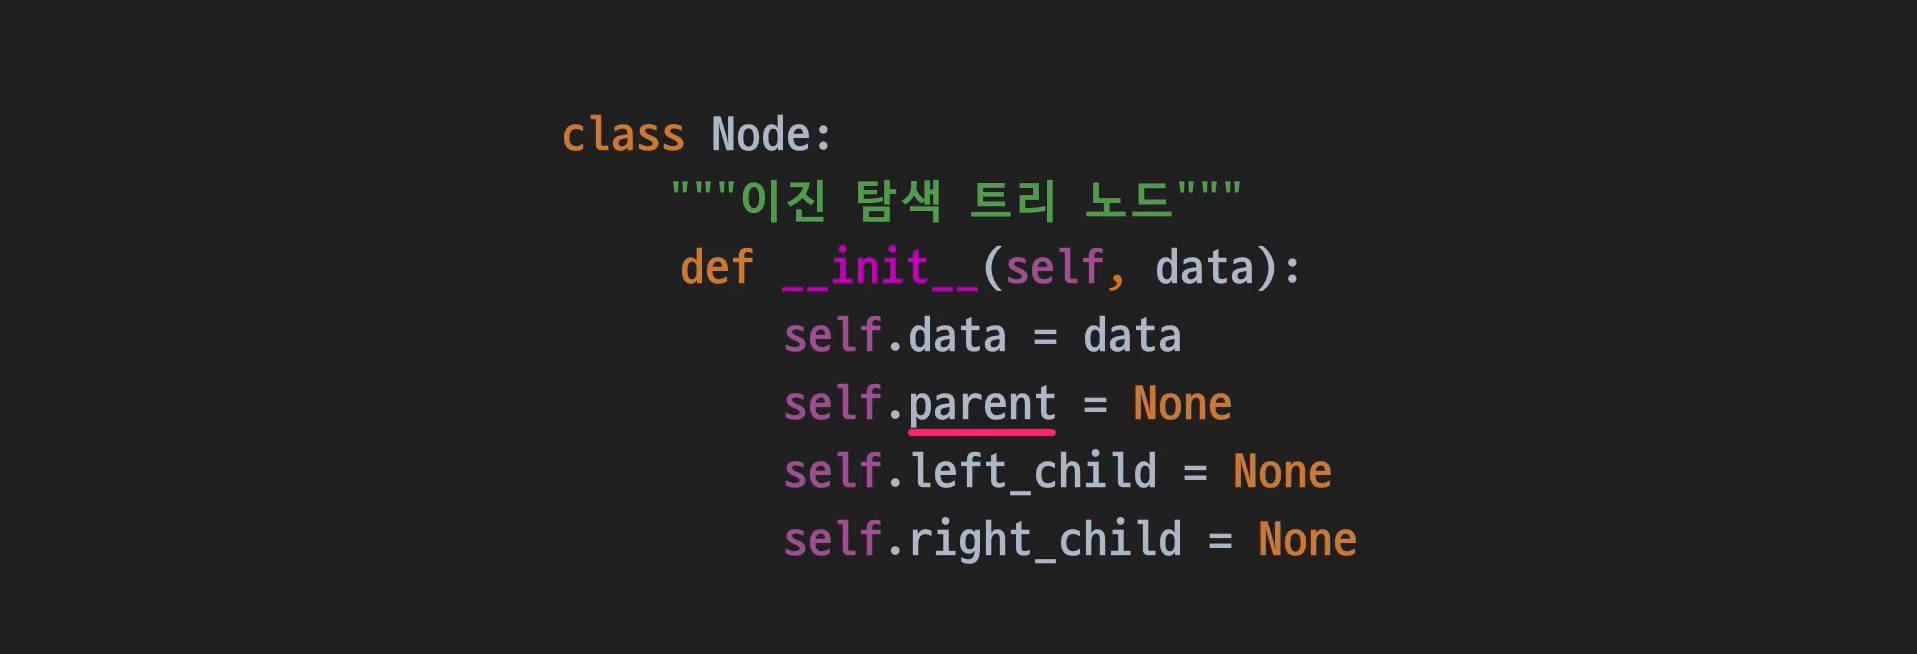 class Node:
"""이진 탐색 트리 노드"""
def __init__(self, data):
self.data = data
self.parent = None
self.left_child = None
self.right_child = None